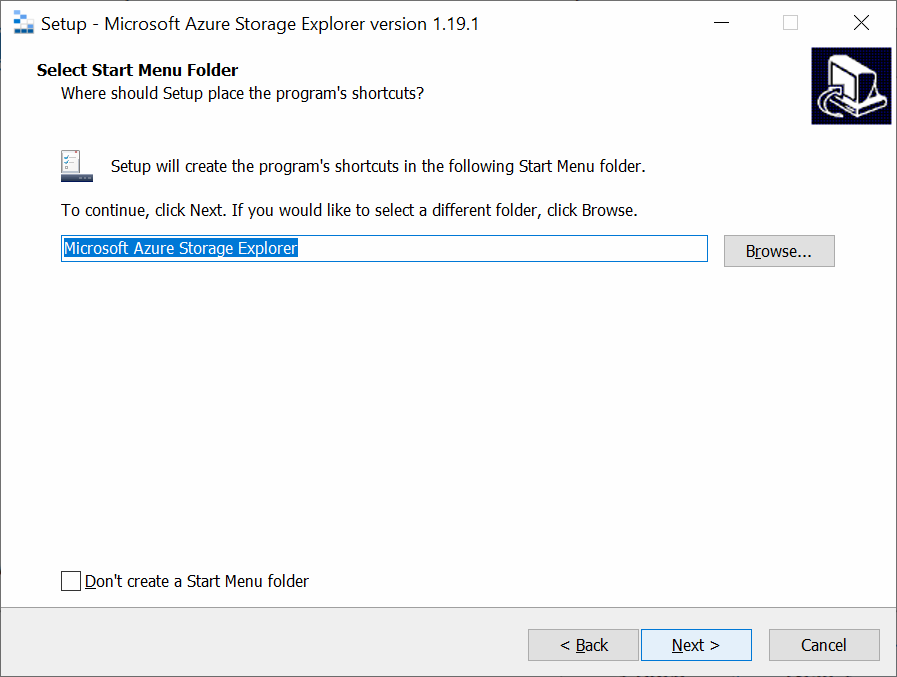 Setup - Microsoft Azure Storage Explorer version 1.19.1
Select Start Menu Folder
Where should Setup place the program's shortcuts?
Setup will create the program's shortcuts in the following Start Menu folder.
To continue, click Next. If you would like to select a different folder, click Browse.
Microsoft Azure Storage Explorer
Browse...
Don't create a Start Menu folder
< Back
Next >
Cancel